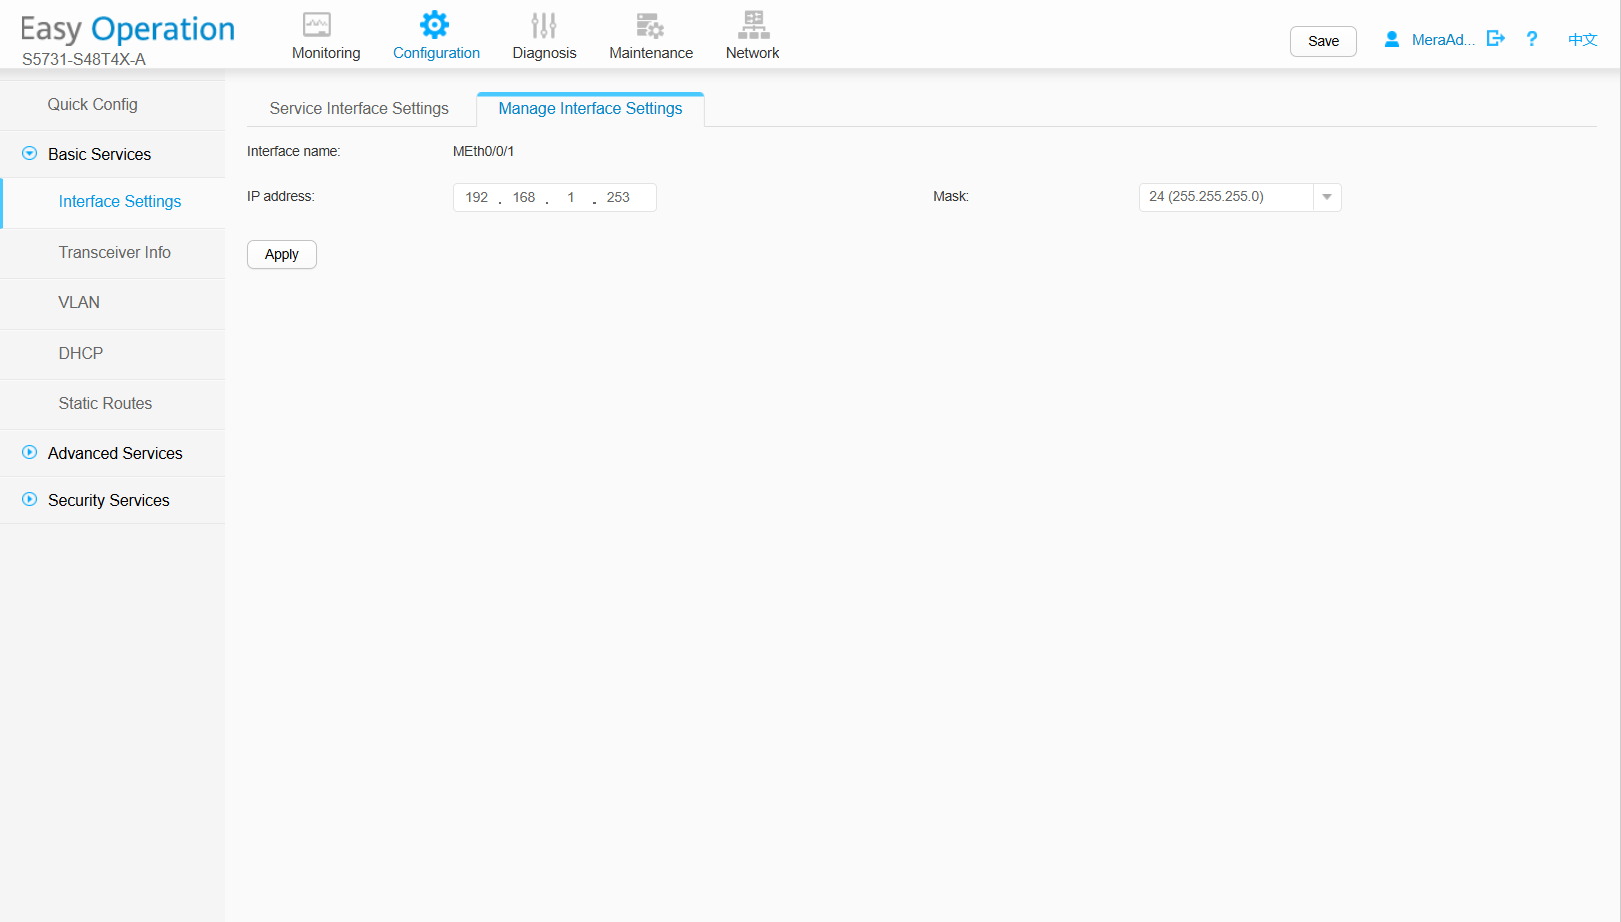 Easy Operation
S5731-S48T4X-A
Monitoring
Configuration
Diagnosis
Maintenance
Network
Save
MeraAd...
?
中文
Quick Config
Basic Services
Interface Settings
Transceiver Info
VLAN
DHCP
Static Routes
Advanced Services
Security Services
Service Interface Settings
Manage Interface Settings
Interface name: MEth0/0/1
IP address: 192 . 168 . 1 . 253 Mask: 24 (255.255.255.0)
Apply